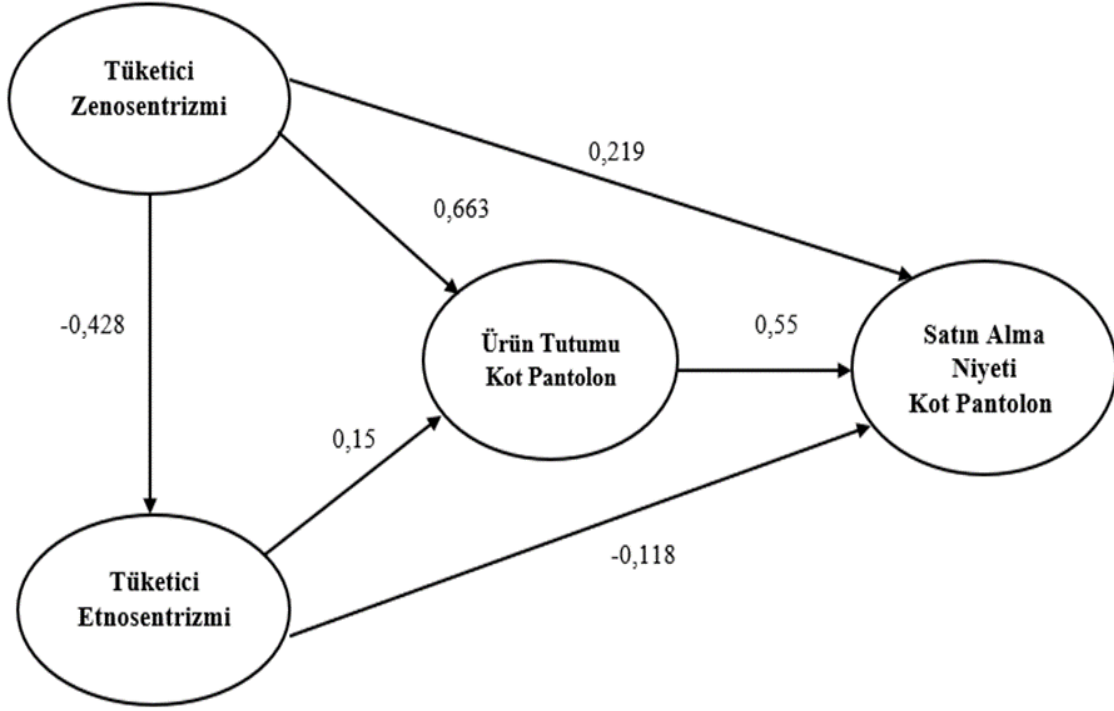 Tüketici
Zenosentrizmi
0,219
0,663
-0,428
Ürün Tutumu
Kot Pantolon
0,55
Satın Alma
Niyeti
Kot Pantolon
0,15
-0,118
Tüketici
Etnosentrizmi